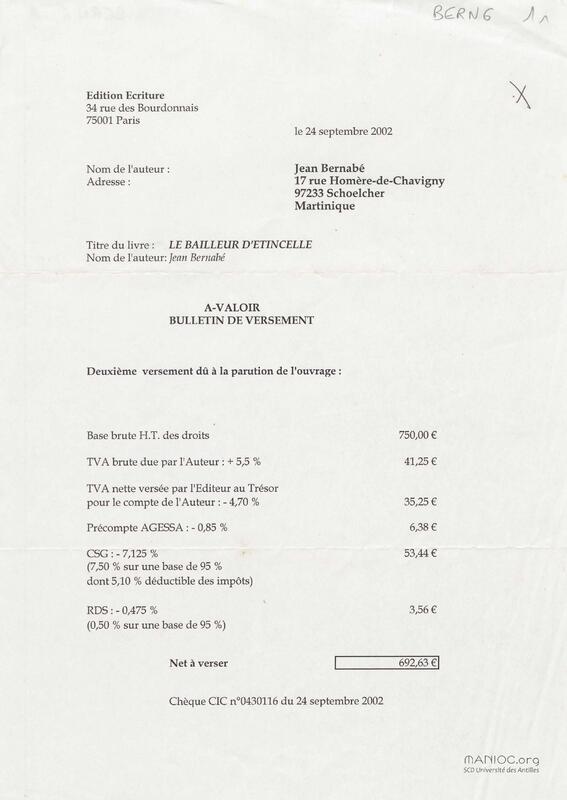 BERNG 11
X
Edition Ecriture
34 rue des Bourdonnais
75001 Paris
le 24 septembre 2002
Nom de l'auteur : Jean Bernabé
Adresse : 17 rue Homère-de-Chavigny
97233 Schoelcher
Martinique
Titre du livre : LE BAILLEUR D'ETINCELLE
Nom de l'auteur: Jean Bernabé
A-VALOIR
BULLETIN DE VERSEMENT
Deuxième versement dû à la parution de l'ouvrage :
Base brute H.T. des droits 750,00 €
TVA brute due par l'Auteur : + 5,5 % 41,25 €
TVA nette versée par l'Editeur au Trésor
pour le compte de l'Auteur : - 4,70 % 35,25 €
Précompte AGESSA : - 0,85 % 6,38 €
CSG : - 7,125 % 53,44 €
(7,50 % sur une base de 95 %
dont 5,10 % déductible des impôts)
RDS : - 0,475 % 3,56 €
(0,50 % sur une base de 95 %)
Net à verser 692,63 €
Chèque CIC n°0430116 du 24 septembre 2002
MANIOC.org
SCD Université des Antilles